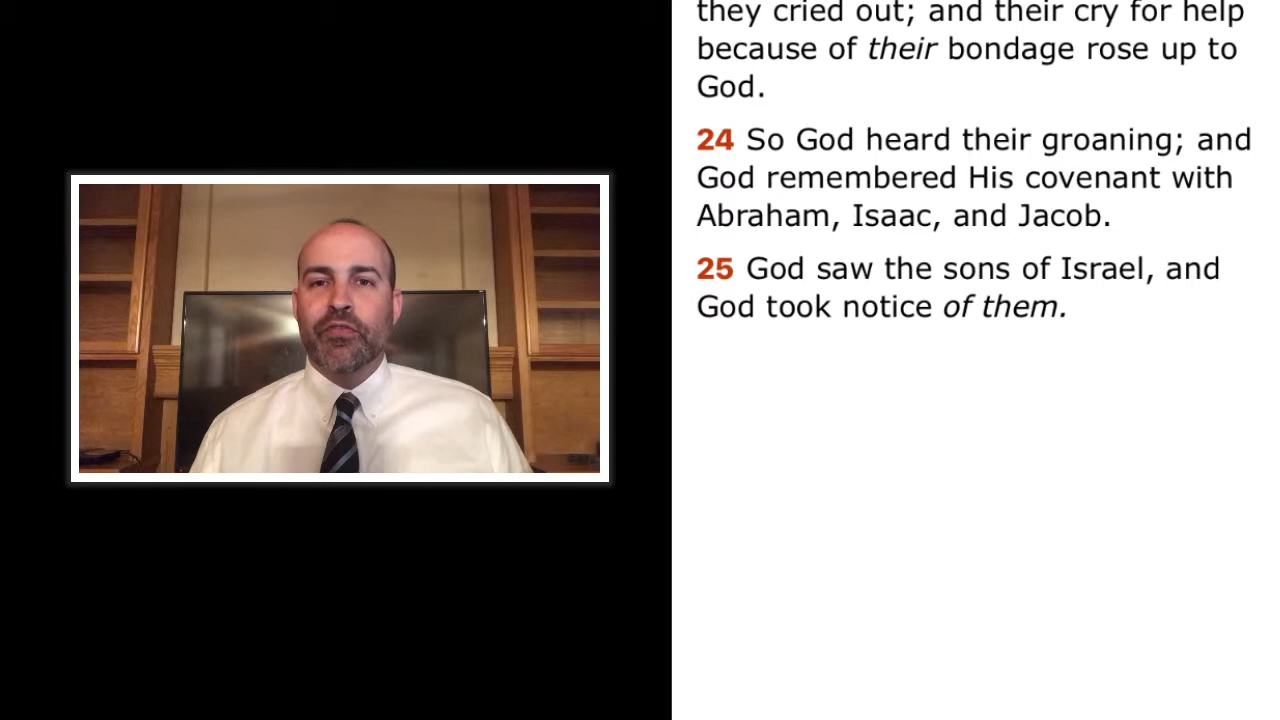 they cried out; and their cry for help
because of their bondage rose up to
God.
24 So God heard their groaning; and
God remembered His covenant with
Abraham, Isaac, and Jacob.
25 God saw the sons of Israel, and
God took notice of them.